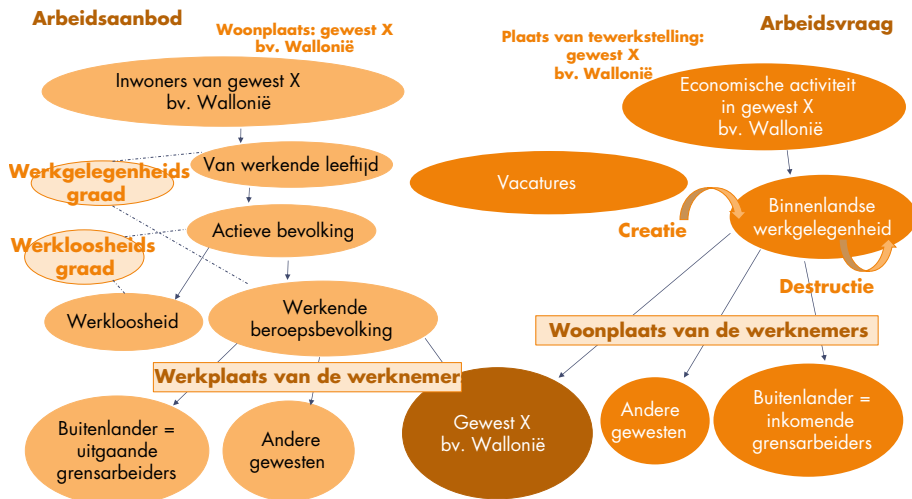 Arbeidsaanbod
Woonplaats: gewest X
bv. Wallonië
Inwoners van gewest X
bv. Wallonië
Van werkende leeftijd
Werkgelegenheids
graad
Actieve bevolking
Werkloosheids
graad
Werkloosheid
Werkende
beroepsbevolking
Werkplaats van de werknemer
Buitenlander =
uitgaande
grensarbeiders
Andere
gewesten
Gewest X
bv. Wallonië
Arbeidsvraag
Plaats van tewerkstelling:
gewest X
bv. Wallonië
Economische activiteit
in gewest X
bv. Wallonië
Vacatures
Creatie
Binnenlandse
werkgelegenheid
Destructie
Woonplaats van de werknemers
Andere
gewesten
Buitenlander =
inkomende
grensarbeiders